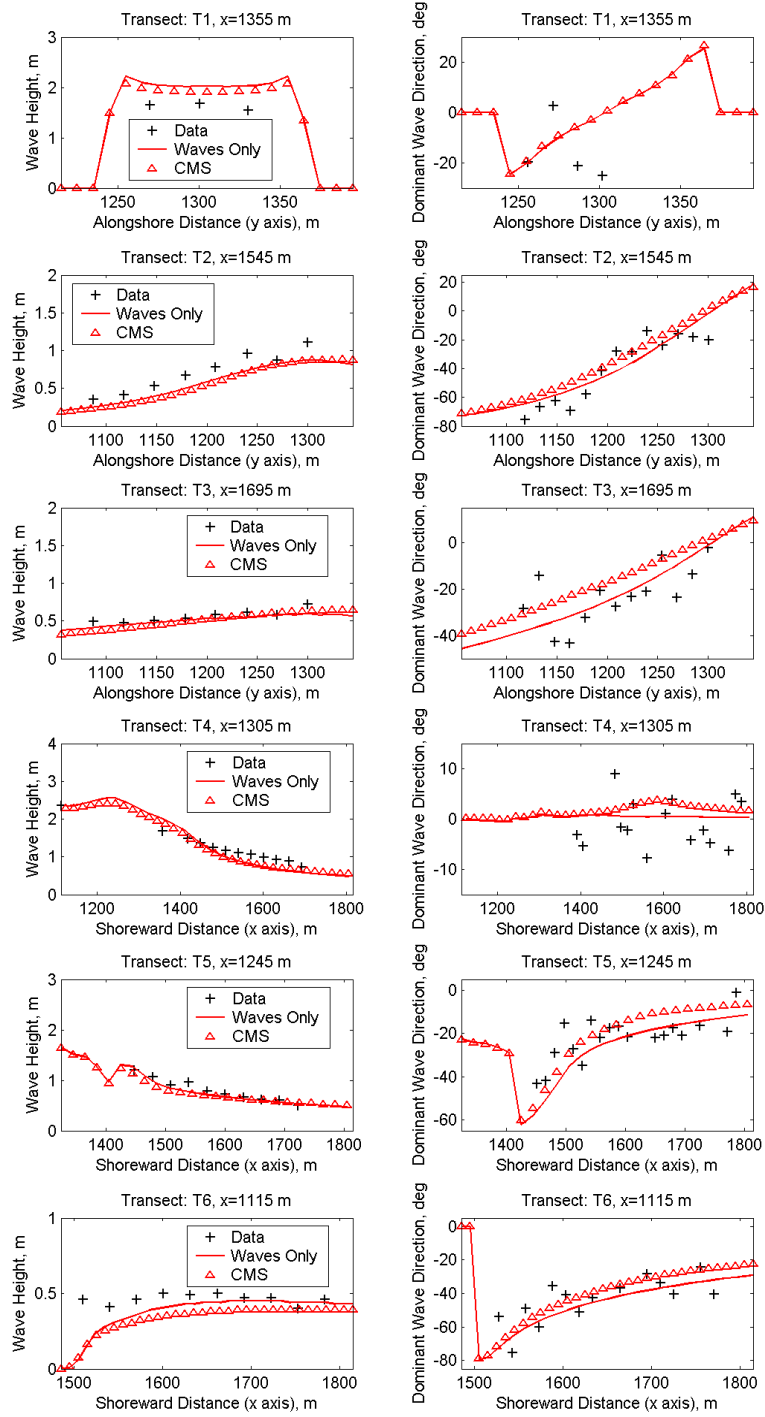 Transect: T1, x=1355 m
Wave Height, m
3
2
1
0
Data
Waves Only
CMS
1250 1300 1350
Alongshore Distance (y axis), m
Transect: T1, x=1355 m
Dominant Wave Direction, deg
20
0
-20
1250 1300 1350
Alongshore Distance (y axis), m
Transect: T2, x=1545 m
Wave Height, m
2
1.5
1
0.5
0
Data
Waves Only
CMS
1100 1150 1200 1250 1300
Alongshore Distance (y axis), m
Transect: T2, x=1545 m
Dominant Wave Direction, deg
20
0
-20
-40
-60
-80
1100 1150 1200 1250 1300
Alongshore Distance (y axis), m
Transect: T3, x=1695 m
Wave Height, m
2
1.5
1
0.5
0
Data
Waves Only
CMS
1100 1150 1200 1250 1300
Alongshore Distance (y axis), m
Transect: T3, x=1695 m
Dominant Wave Direction, deg
0
-20
-40
1100 1150 1200 1250 1300
Alongshore Distance (y axis), m
Transect: T4, x=1305 m
Wave Height, m
4
3
2
1
0
Data
Waves Only
CMS
1200 1400 1600 1800
Shoreward Distance (x axis), m
Transect: T4, x=1305 m
Dominant Wave Direction, deg
10
0
-10
1200 1300 1400 1500 1600 1700 1800
Shoreward Distance (x axis), m
Transect: T5, x=1245 m
Wave Height, m
3
2
1
0
Data
Waves Only
CMS
1400 1500 1600 1700 1800
Shoreward Distance (x axis), m
Transect: T5, x=1245 m
Dominant Wave Direction, deg
0
-20
-40
-60
1400 1500 1600 1700 1800
Shoreward Distance (x axis), m
Transect: T6, x=1115 m
Wave Height, m
1
0.5
0
Data
Waves Only
CMS
1500 1600 1700 1800
Shoreward Distance (x axis), m
Transect: T6, x=1115 m
Dominant Wave Direction, deg
0
-20
-40
-60
-80
1500 1600 1700 1800
Shoreward Distance (x axis), m